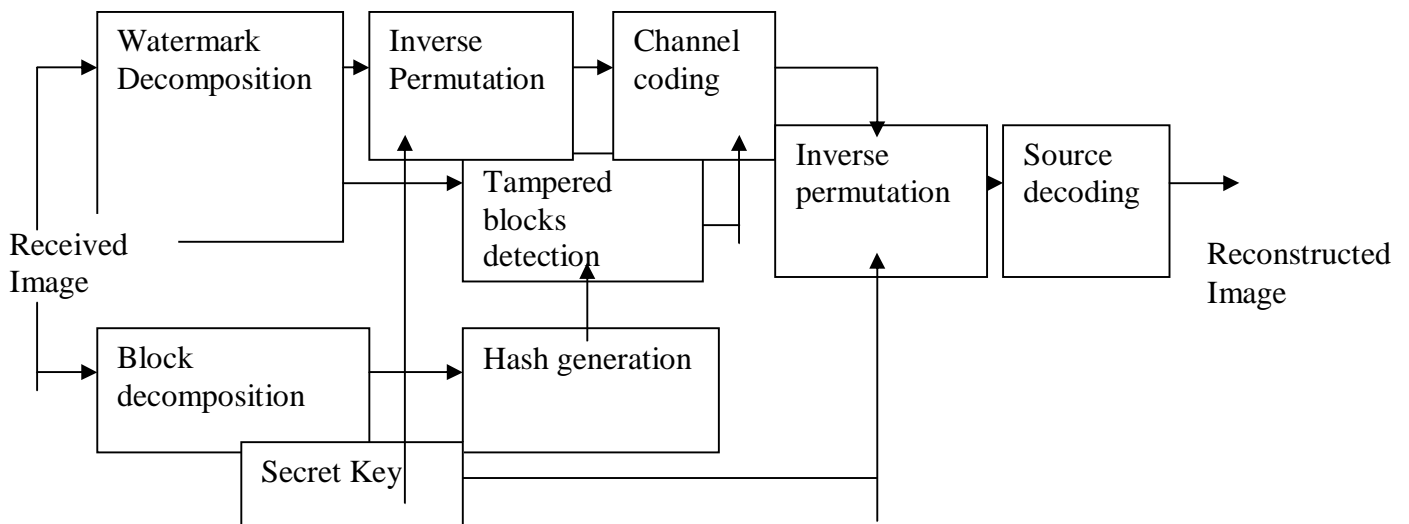 Watermark
Decomposition
Inverse
Permutation
Channel
coding
Inverse
permutation
Source
decoding
Tampered
blocks
detection
Received
Image
Reconstructed
Image
Block
decomposition
Hash generation
Secret Key